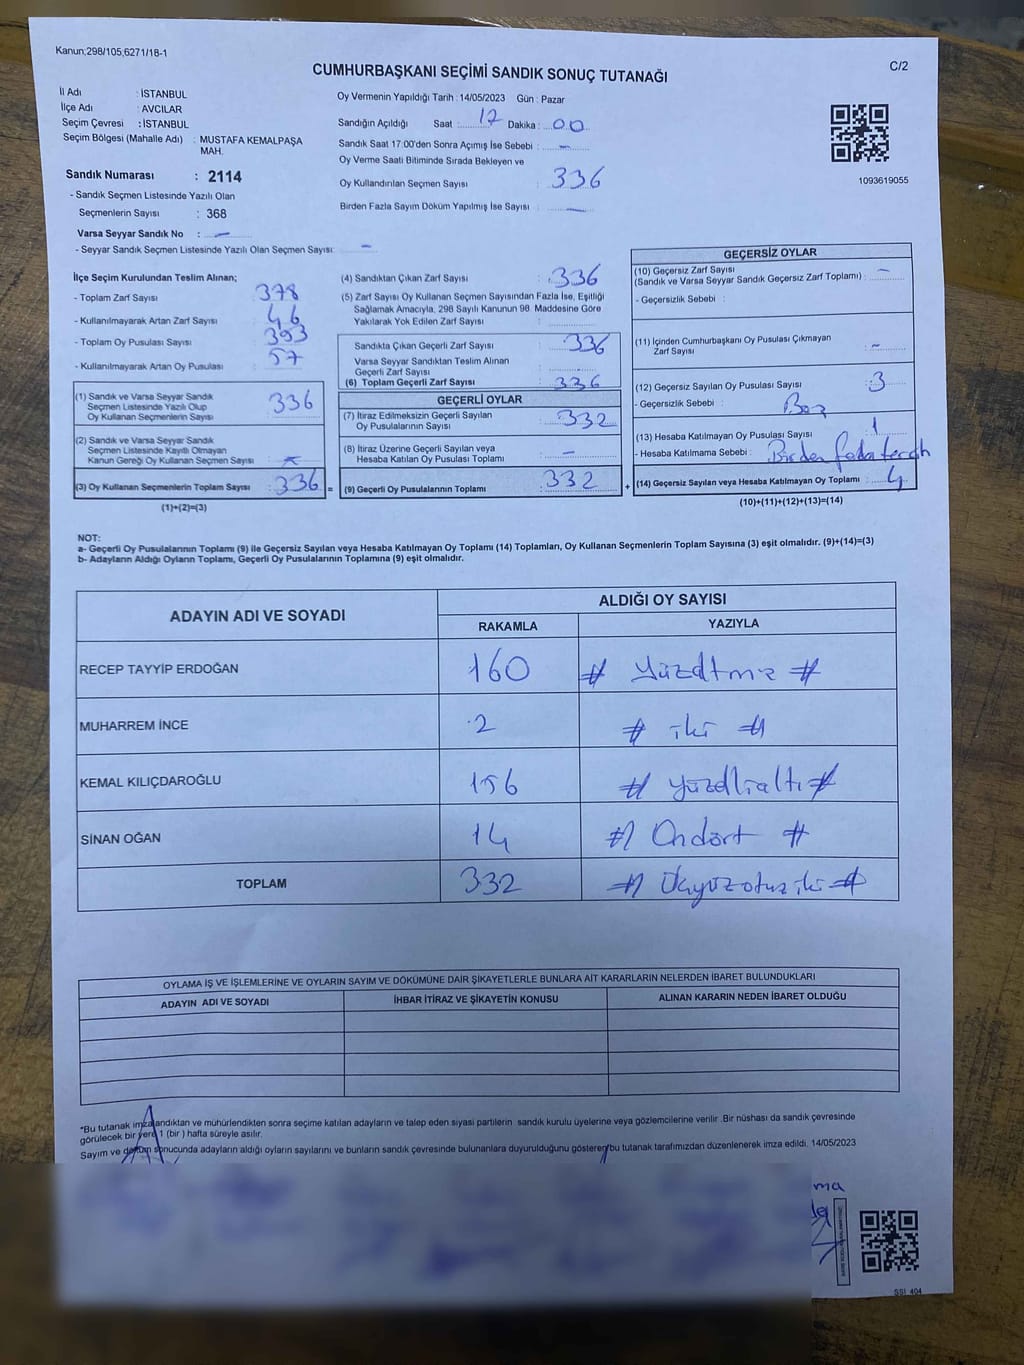 Kanun;298/105,6271/18-1
C/2
CUMHURBAŞKANI SEÇİMİ SANDIK SONUÇ TUTANAĞI
İl Adı : İSTANBUL
İlçe Adı : AVCILAR
Seçim Çevresi : İSTANBUL
Seçim Bölgesi (Mahalle Adı) : MUSTAFA KEMALPAŞA MAH.
Sandık Numarası : 2114
- Sandık Seçmen Listesinde Yazılı Olan
Seçmenlerin Sayısı : 368
Varsa Seyyar Sandık No : -
- Seyyar Sandık Seçmen Listesinde Yazılı Olan Seçmen Sayısı: -
Oy Vermenin Yapıldığı Tarih : 14/05/2023 Gün : Pazar
Sandığın Açıldığı Saat : 17 Dakika : 00
Sandık Saat 17:00'den Sonra Açılmış İse Sebebi : -
Oy Verme Saati Bitiminde Sırada Bekleyen ve
Oy Kullandırılan Seçmen Sayısı : 336
Birden Fazla Sayım Döküm Yapılmış İse Sayısı : -
1093619055
İlçe Seçim Kurulundan Teslim Alınan;
- Toplam Zarf Sayısı : 378
- Kullanılmayarak Artan Zarf Sayısı : 46
- Toplam Oy Pusulası Sayısı : 393
- Kullanılmayarak Artan Oy Pusulası : 57
(1) Sandık ve Varsa Seyyar Sandık
Seçmen Listesinde Yazılı Olup
Oy Kullanan Seçmenlerin Sayısı : 336
(2) Sandık ve Varsa Seyyar Sandık
Seçmen Listesinde Kayıtlı Olmayan
Kanun Gereği Oy Kullanan Seçmen Sayısı :
(3) Oy Kullanan Seçmenlerin Toplam Sayısı : 336 =
(1)+(2)=(3)
(4) Sandıktan Çıkan Zarf Sayısı : 336
(5) Zarf Sayısı Oy Kullanan Seçmen Sayısından Fazla İse, Eşitliği
Sağlamak Amacıyla, 298 Sayılı Kanunun 98. Maddesine Göre
Yakılarak Yok Edilen Zarf Sayısı :
Sandıkta Çıkan Geçerli Zarf Sayısı : 336
Varsa Seyyar Sandıktan Teslim Alınan
Geçerli Zarf Sayısı :
(6) Toplam Geçerli Zarf Sayısı : 336
GEÇERLİ OYLAR
(7) İtiraz Edilmeksizin Geçerli Sayılan
Oy Pusulalarının Sayısı : 332
(8) İtiraz Üzerine Geçerli Sayılan veya
Hesaba Katılan Oy Pusulası Toplamı : -
(9) Geçerli Oy Pusulalarının Toplamı : 332 +
GEÇERSİZ OYLAR
(10) Geçersiz Zarf Sayısı
(Sandık ve Varsa Seyyar Sandık Geçersiz Zarf Toplamı) : -
- Geçersizlik Sebebi :
(11) İçinden Cumhurbaşkanı Oy Pusulası Çıkmayan
Zarf Sayısı : -
(12) Geçersiz Sayılan Oy Pusulası Sayısı : 3
- Geçersizlik Sebebi : Boş
(13) Hesaba Katılmayan Oy Pusulası Sayısı : 1
- Hesaba Katılmama Sebebi : Birden fazla tercih
(14) Geçersiz Sayılan veya Hesaba Katılmayan Oy Toplamı : 4
(10)+(11)+(12)+(13)=(14)
NOT:
a- Geçerli Oy Pusulalarının Toplamı (9) ile Geçersiz Sayılan veya Hesaba Katılmayan Oy Toplamı (14) Toplamları, Oy Kullanan Seçmenlerin Toplam Sayısına (3) eşit olmalıdır. (9)+(14)=(3)
b- Adayların Aldığı Oyların Toplamı, Geçerli Oy Pusulalarının Toplamına (9) eşit olmalıdır.
ADAYIN ADI VE SOYADI
ALDIĞI OY SAYISI
RAKAMLA YAZIYLA
RECEP TAYYİP ERDOĞAN 160 # Yüzatmış #
MUHARREM İNCE 2 # iki #
KEMAL KILIÇDAROĞLU 156 # yüzellialtı #
SİNAN OĞAN 14 # Ondört #
TOPLAM 332 # Üçyüzotuziki #
OYLAMA İŞ VE İŞLEMLERİNE VE OYLARIN SAYIM VE DÖKÜMÜNE DAİR ŞİKAYETLERLE BUNLARA AİT KARARLARIN NELERDEN İBARET BULUNDUKLARI
ADAYIN ADI VE SOYADI İHBAR İTİRAZ VE ŞİKAYETİN KONUSU ALINAN KARARIN NEDEN İBARET OLDUĞU
*Bu tutanak imzalandıktan ve mühürlendikten sonra seçime katılan adayların ve talep eden siyasi partilerin sandık kurulu üyelerine veya gözlemcilerine verilir .Bir nüshası da sandık çevresinde
görülecek bir yere 1 (bir ) hafta süreyle asılır.
Sayım ve döküm sonucunda adayların aldığı oyların sayılarını ve bunların sandık çevresinde bulunanlara duyurulduğunu gösteren bu tutanak tarafımızdan düzenlenerek imza edildi. 14/05/2023
ma
SSİ_404